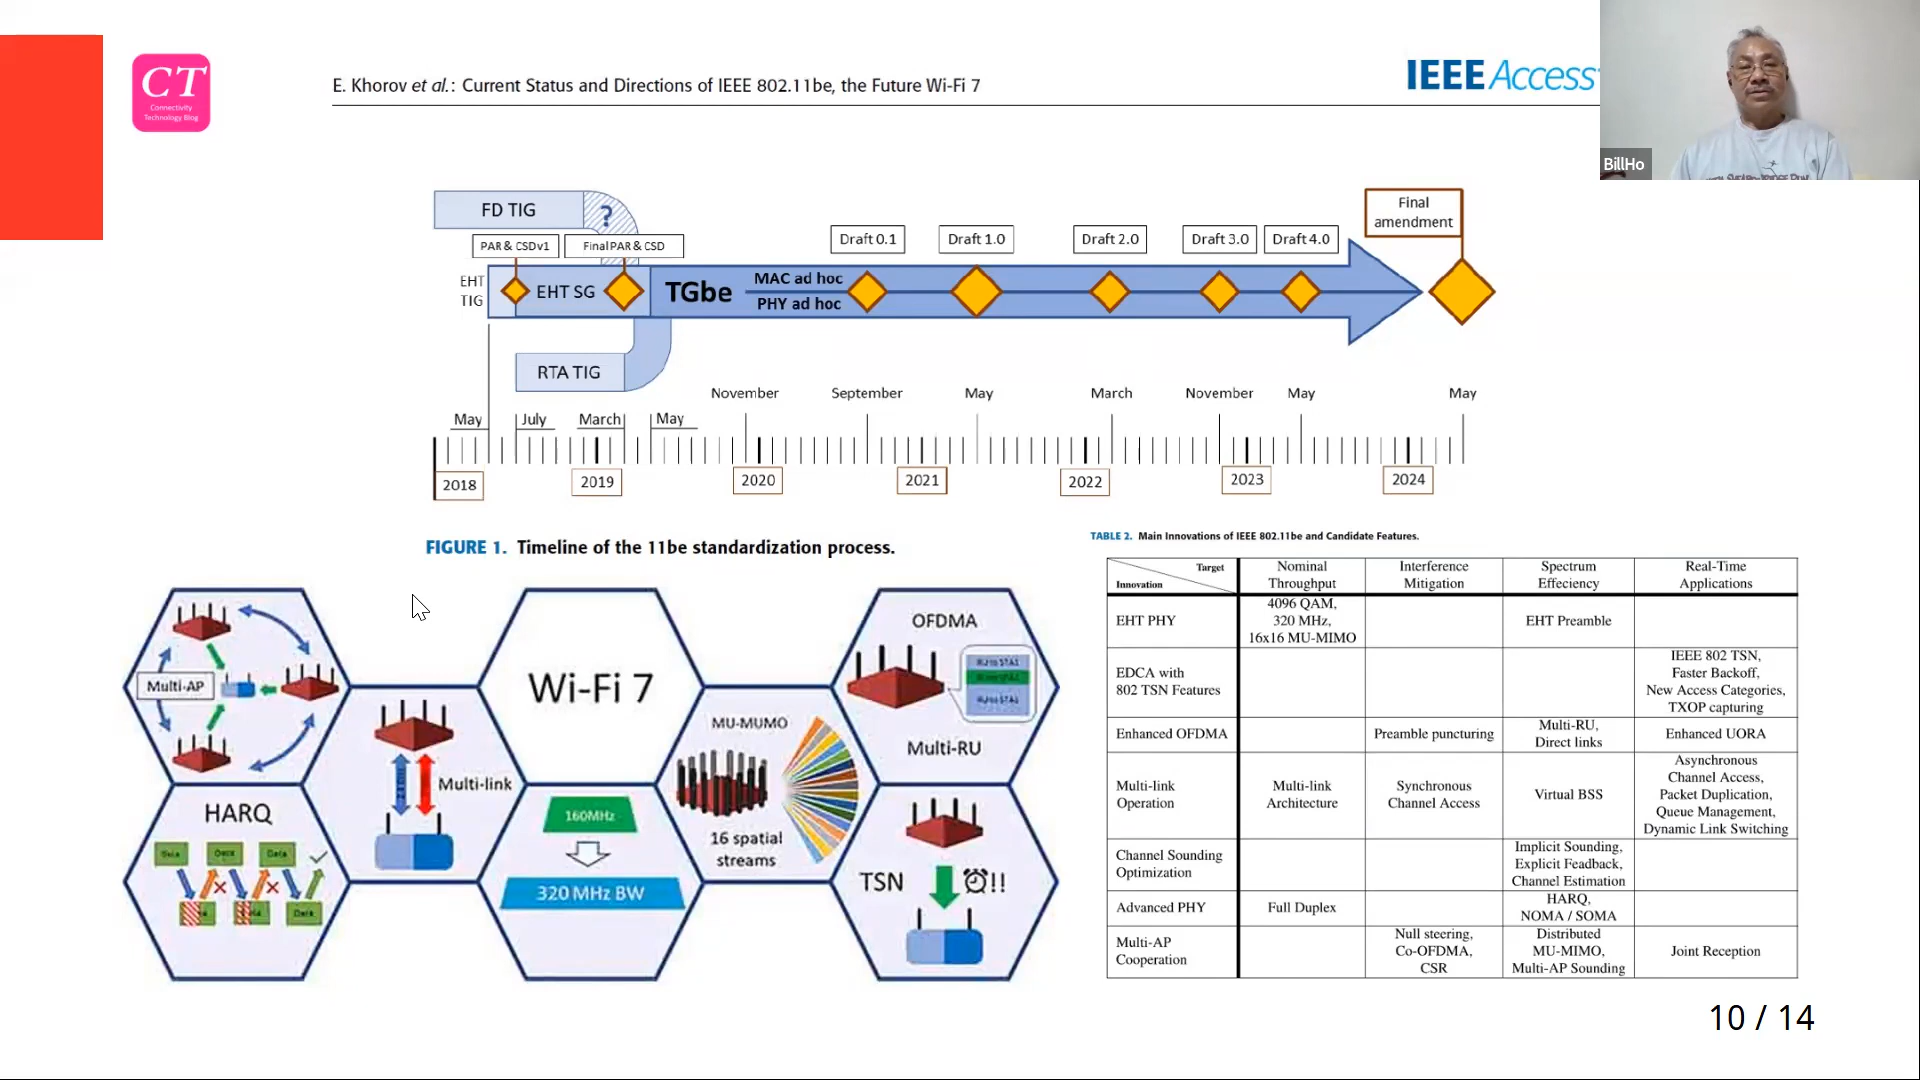 CT
Connectivity
Technology Blog
E. Khorov et al.: Current Status and Directions of IEEE 802.11be, the Future Wi-Fi 7
IEEE Access
BillHo
FD TIG
?
PAR & CSDv1
Final PAR & CSD
Draft 0.1
Draft 1.0
Draft 2.0
Draft 3.0
Draft 4.0
Final
amendment
EHT
TIG
EHT SG
TGbe
MAC ad hoc
PHY ad hoc
RTA TIG
May
July
March
May
November
September
May
March
November
May
May
2018
2019
2020
2021
2022
2023
2024
FIGURE 1. Timeline of the 11be standardization process.
Multi-AP
HARQ
Data
Data
Data
Data
Multi-link
Wi-Fi 7
160MHz
320 MHz BW
MU-MUMO
16 spatial
streams
OFDMA
Multi-RU
TSN
!!
TABLE 2. Main Innovations of IEEE 802.11be and Candidate Features.
Target
Innovation
Nominal
Throughput
Interference
Mitigation
Spectrum
Effeciency
Real-Time
Applications
EHT PHY
4096 QAM,
320 MHz,
16x16 MU-MIMO
EHT Preamble
EDCA with
802 TSN Features
IEEE 802 TSN,
Faster Backoff,
New Access Categories,
TXOP capturing
Enhanced OFDMA
Preamble puncturing
Multi-RU,
Direct links
Enhanced UORA
Multi-link
Operation
Multi-link
Architecture
Synchronous
Channel Access
Virtual BSS
Asynchronous
Channel Access,
Packet Duplication,
Queue Management,
Dynamic Link Switching
Channel Sounding
Optimization
Implicit Sounding,
Explicit Feadback,
Channel Estimation
Advanced PHY
Full Duplex
HARQ,
NOMA / SOMA
Multi-AP
Cooperation
Null steering,
Co-OFDMA,
CSR
Distributed
MU-MIMO,
Multi-AP Sounding
Joint Reception
10 / 14